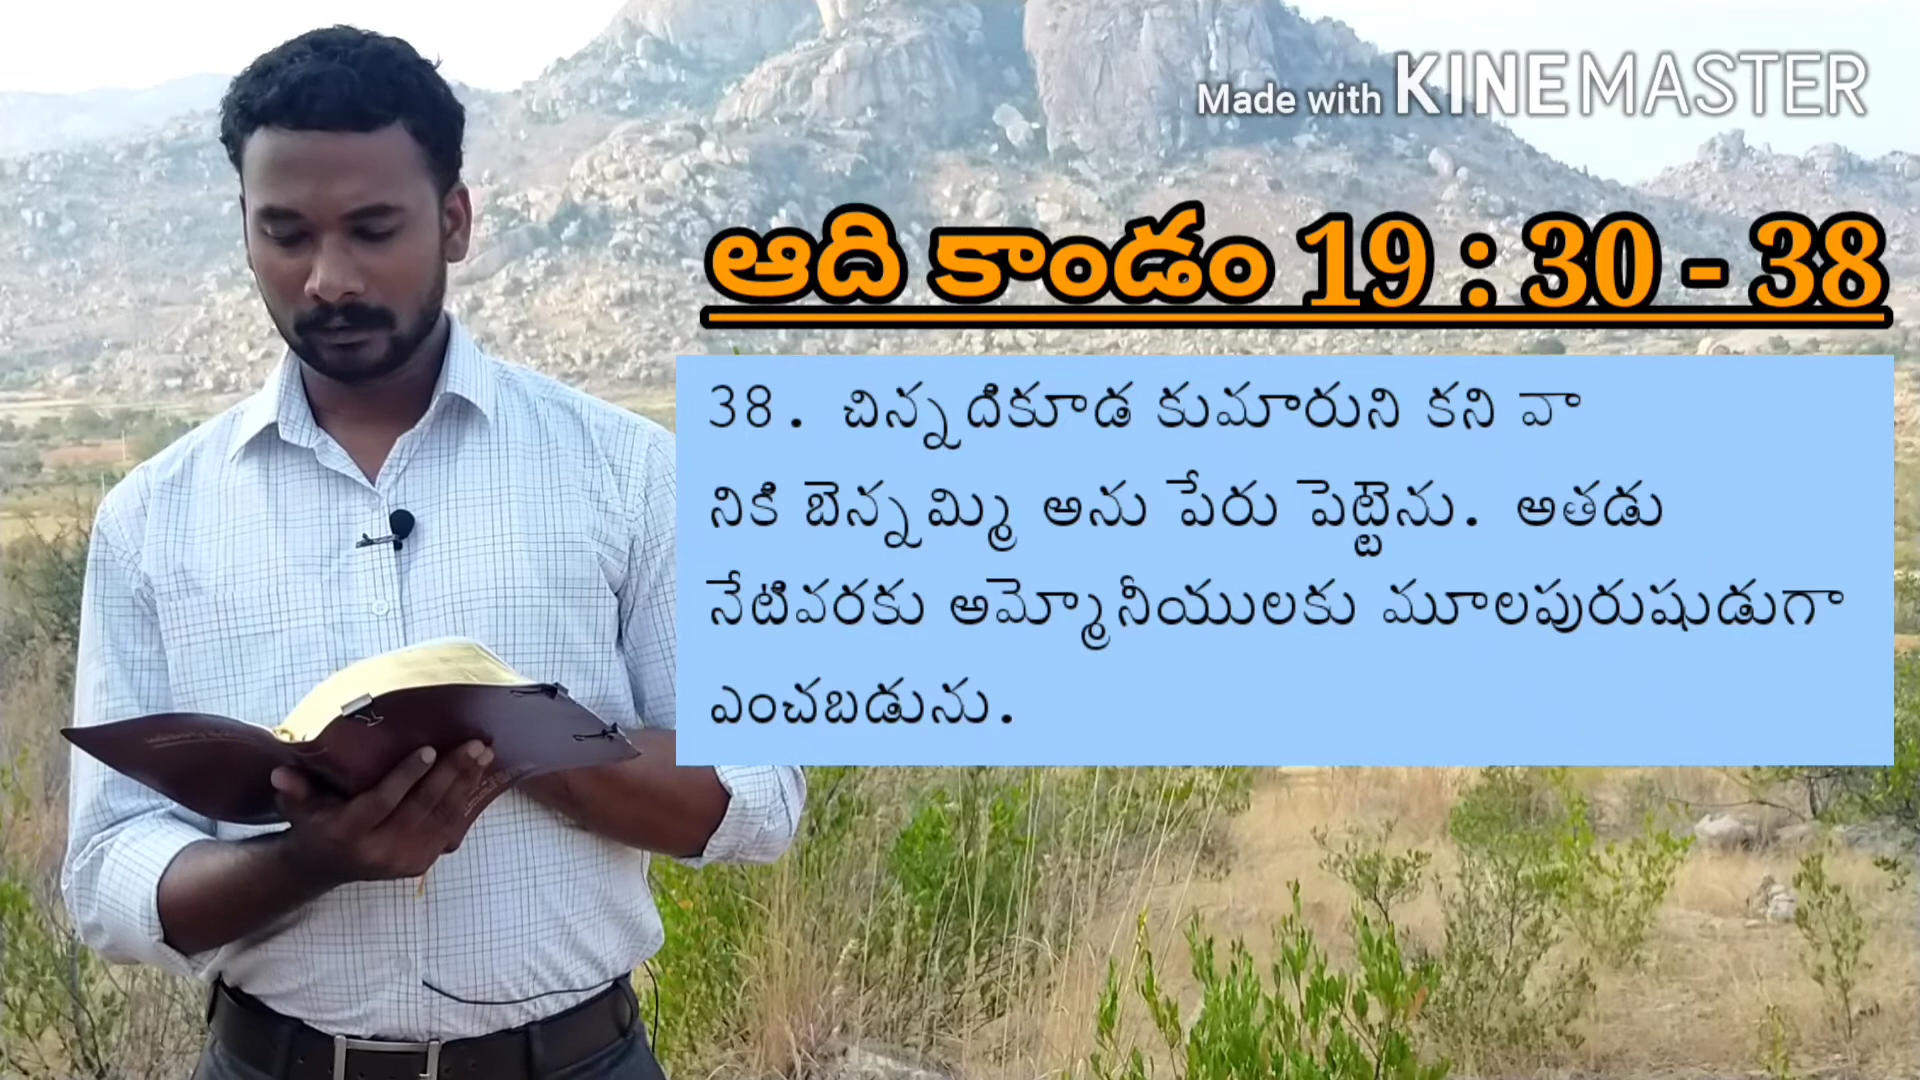 Made with KINEMASTER
ఆది కాండం 19 : 30 - 38
38. చిన్నదికూడ కుమారుని కని వా
నికి బెన్నమ్మి అను పేరు పెట్టెను. అతడు
నేటివరకు అమ్మోనీయులకు మూలపురుషుడుగా
ఎంచబడును.